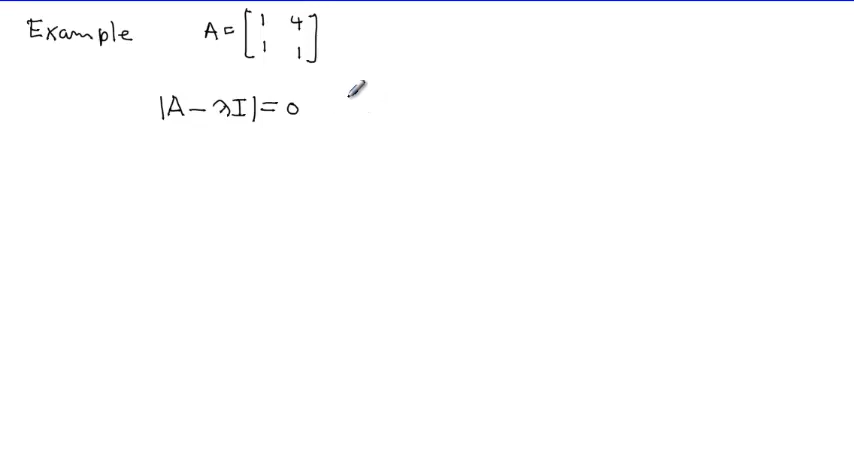 Example A = [1 4
1 1]
|A - λI| = 0